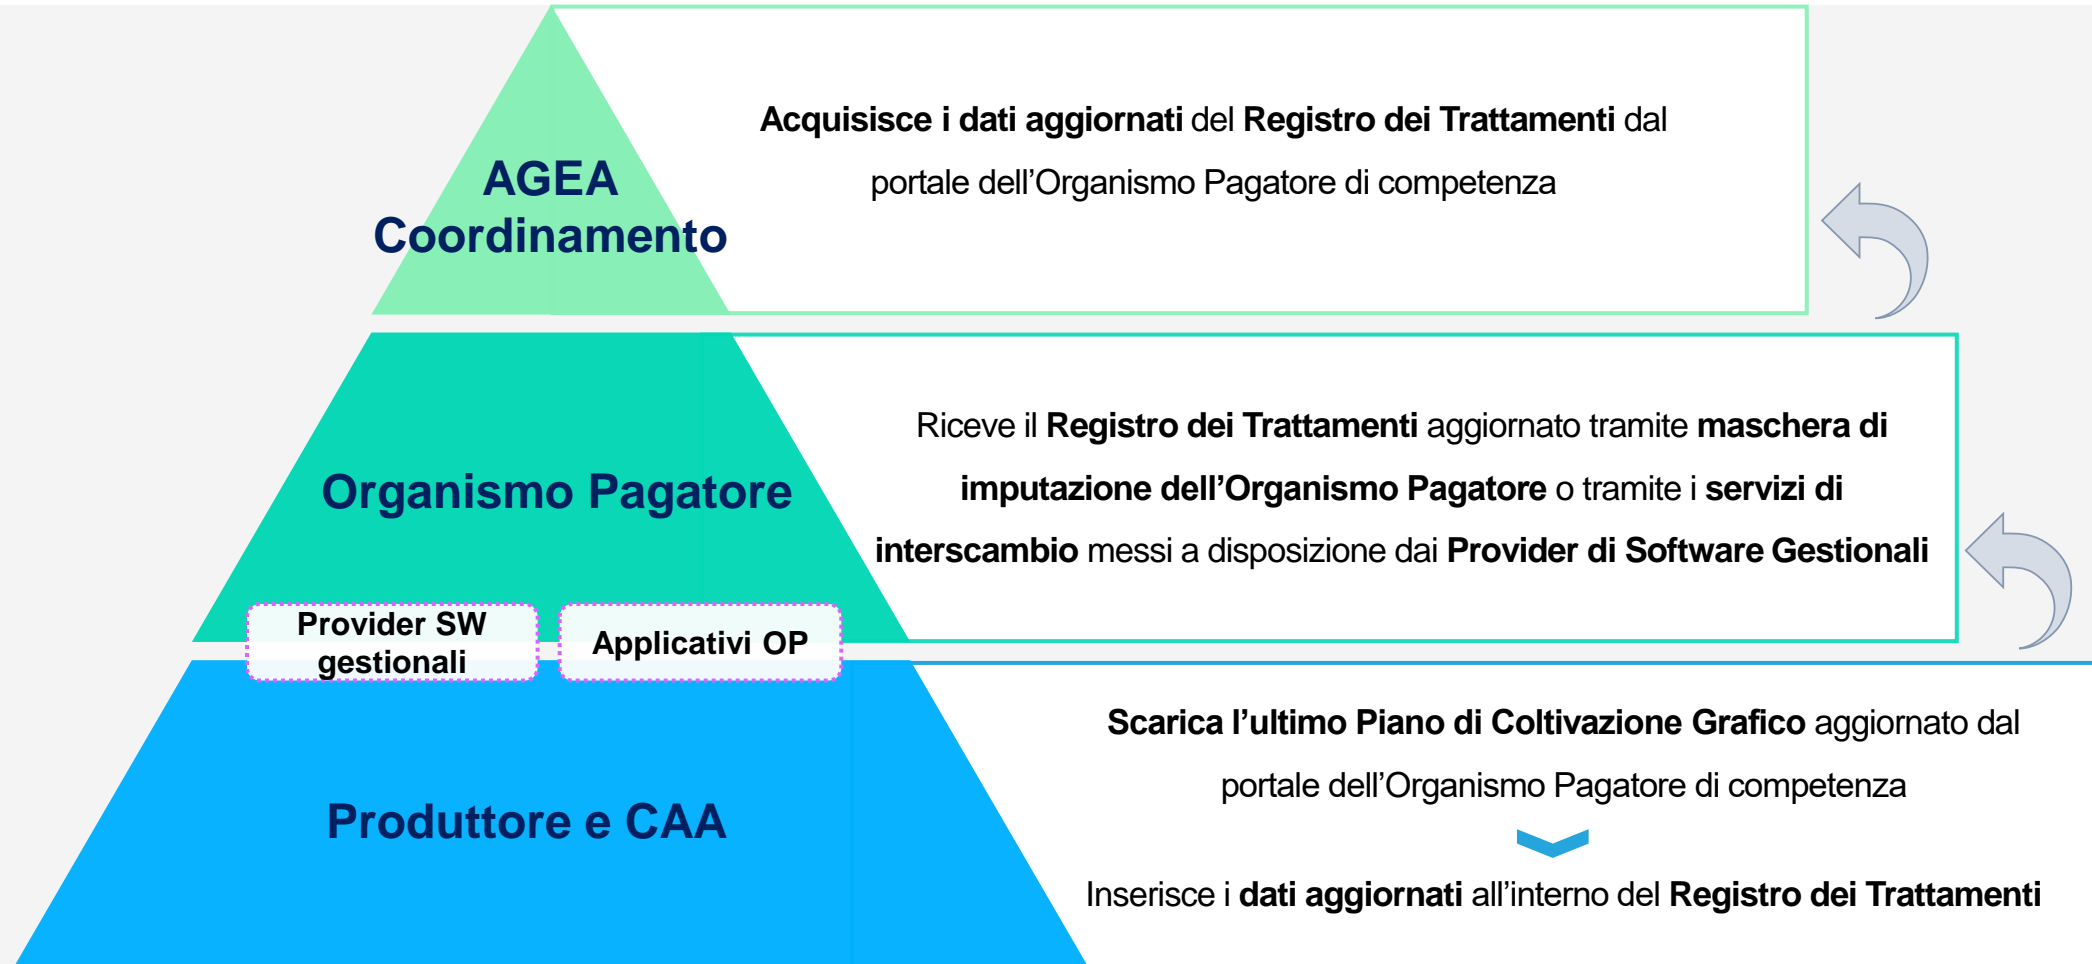 AGEA
Coordinamento
Acquisisce i dati aggiornati del Registro dei Trattamenti dal
portale dell’Organismo Pagatore di competenza
Organismo Pagatore
Riceve il Registro dei Trattamenti aggiornato tramite maschera di
imputazione dell’Organismo Pagatore o tramite i servizi di
interscambio messi a disposizione dai Provider di Software Gestionali
Provider SW
gestionali
Applicativi OP
Produttore e CAA
Scarica l’ultimo Piano di Coltivazione Grafico aggiornato dal
portale dell’Organismo Pagatore di competenza
Inserisce i dati aggiornati all’interno del Registro dei Trattamenti